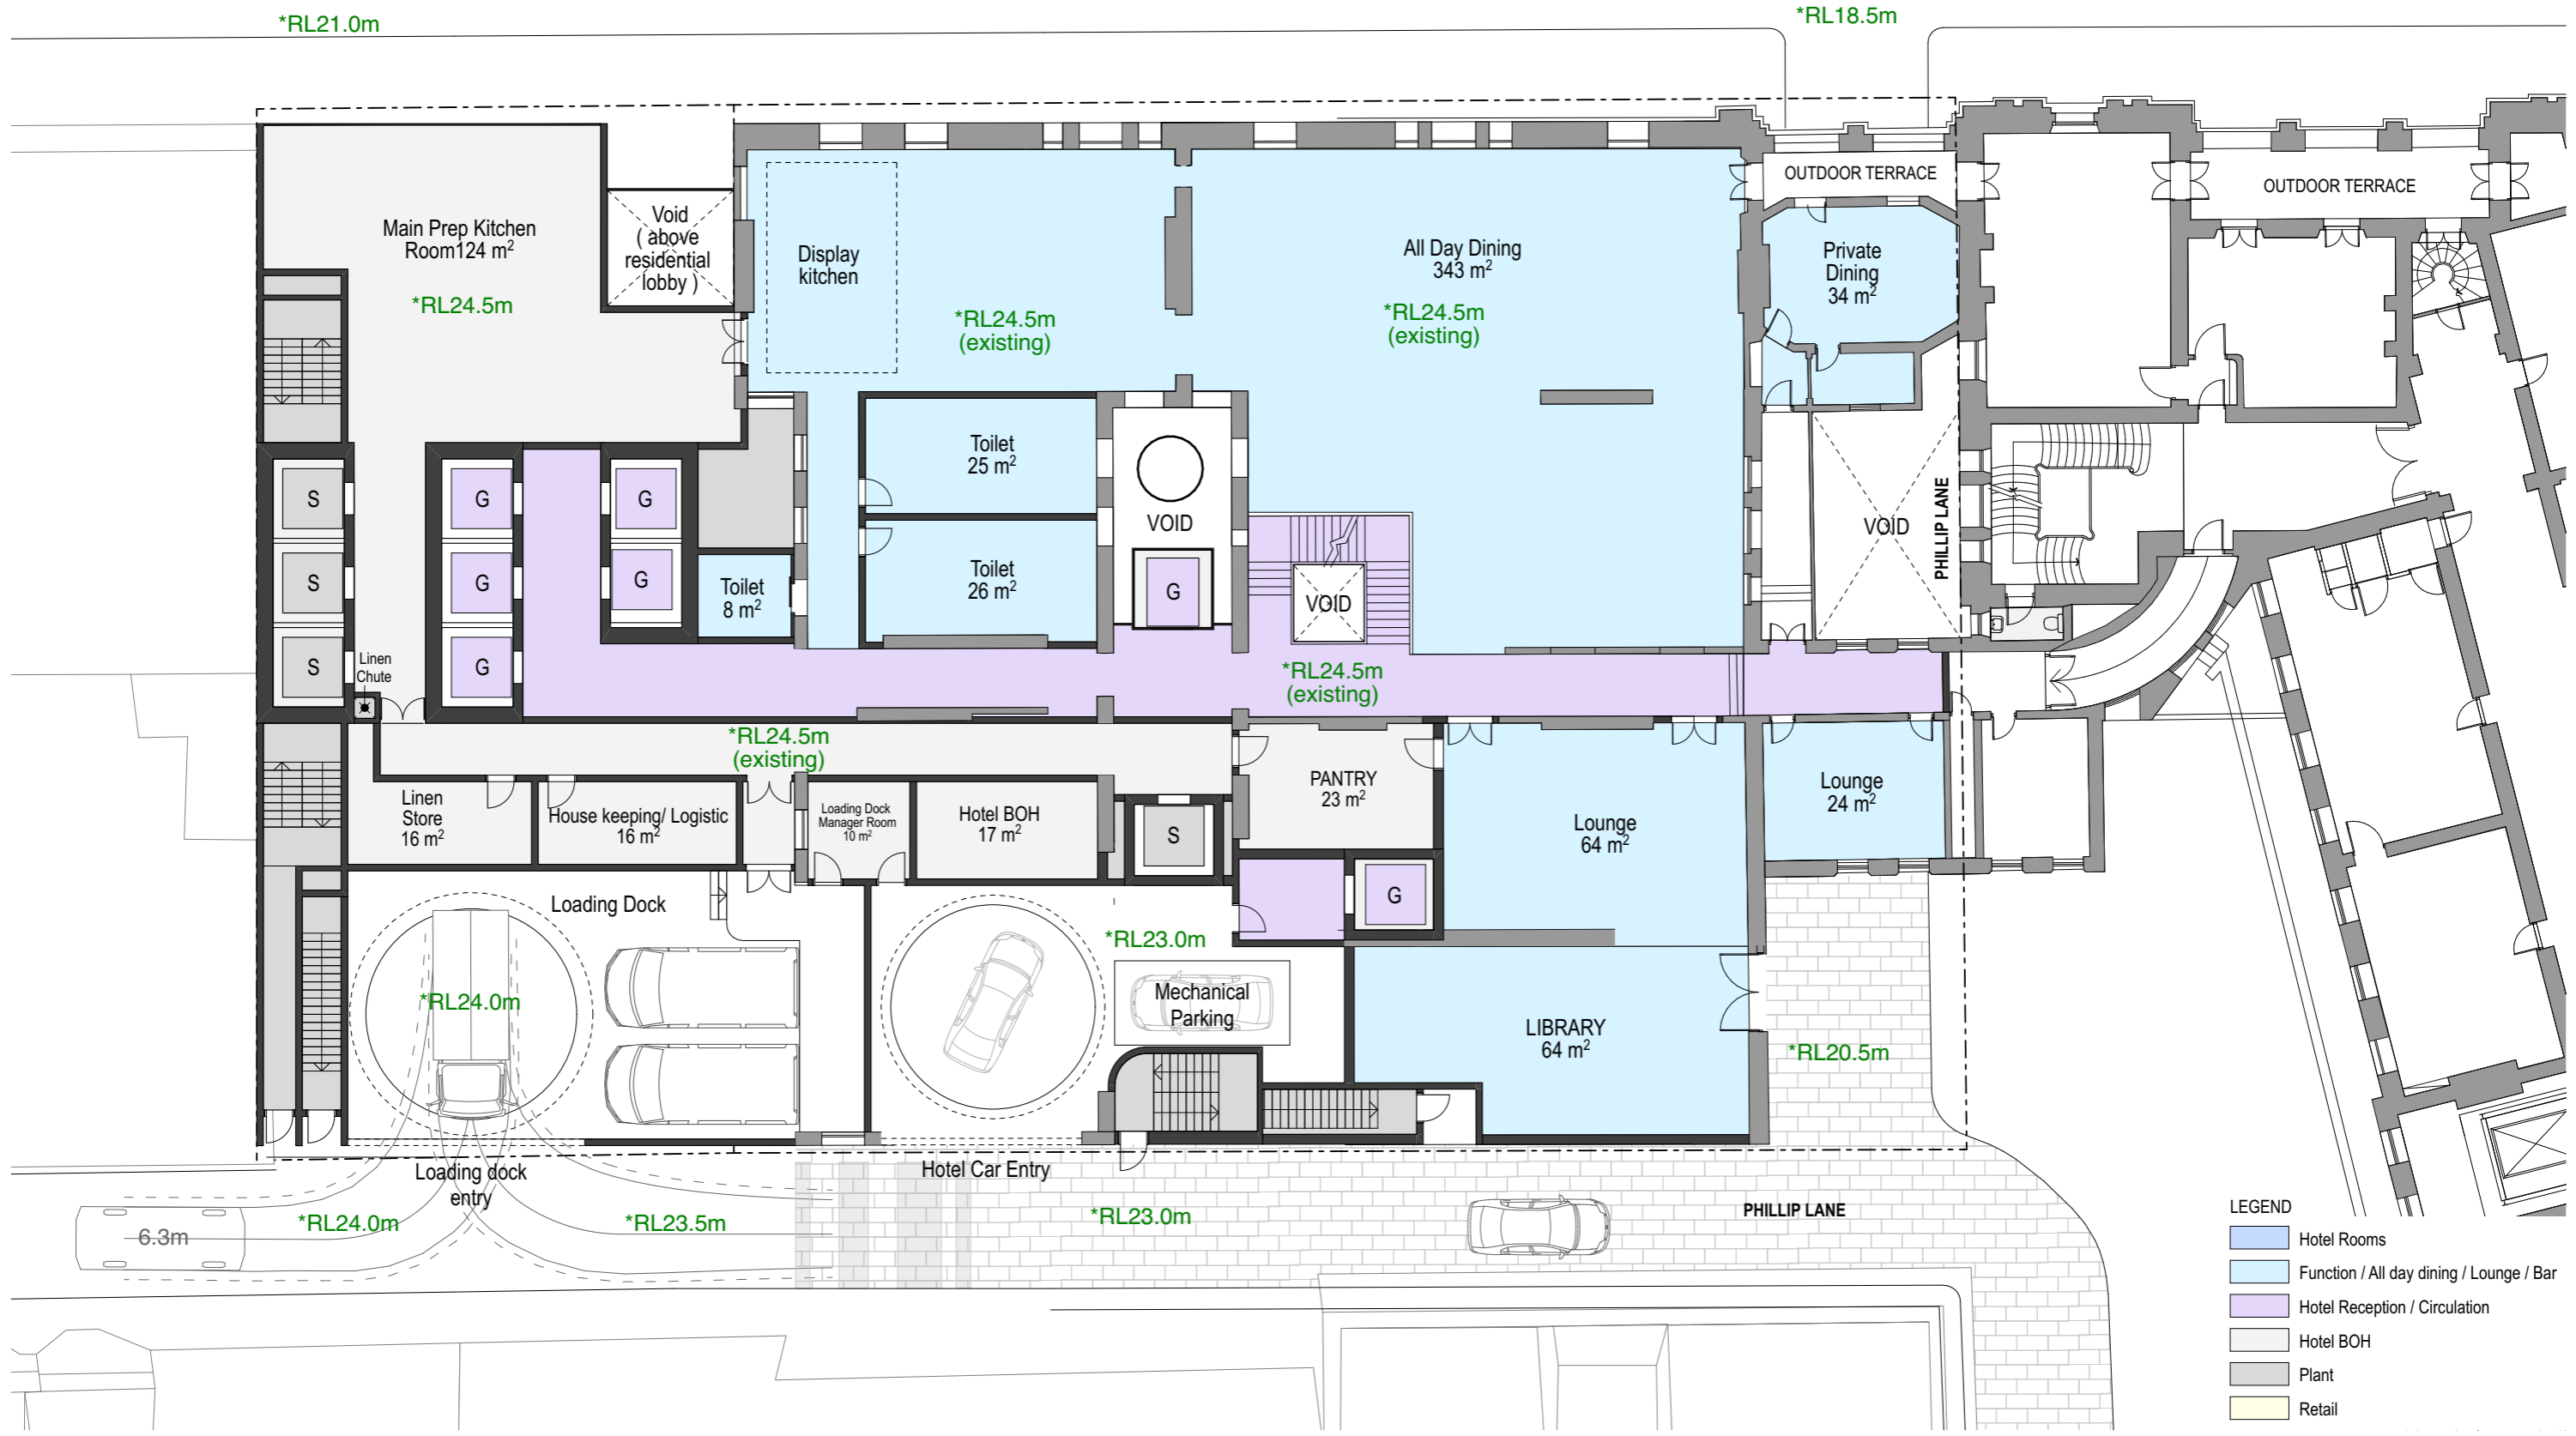 *RL21.0m
*RL18.5m
OUTDOOR TERRACE
OUTDOOR TERRACE
Main Prep Kitchen
Room124 m²
*RL24.5m
Void
( above
residential
lobby )
Display
kitchen
*RL24.5m
(existing)
All Day Dining
343 m²
*RL24.5m
(existing)
Private
Dining
34 m²
Toilet
25 m²
Toilet
26 m²
Toilet
8 m²
VOID
VOID
VOID
PHILLIP LANE
S
S
S
G
G
G
G
G
G
Linen
Chute
*RL24.5m
(existing)
*RL24.5m
(existing)
Linen
Store
16 m²
House keeping/ Logistic
16 m²
Loading Dock
Manager Room
10 m²
Hotel BOH
17 m²
S
PANTRY
23 m²
Lounge
64 m²
Lounge
24 m²
G
Loading Dock
*RL24.0m
*RL23.0m
Mechanical
Parking
LIBRARY
64 m²
*RL20.5m
Loading dock
entry
Hotel Car Entry
*RL24.0m
*RL23.5m
*RL23.0m
PHILLIP LANE
6.3m
LEGEND
Hotel Rooms
Function / All day dining / Lounge / Bar
Hotel Reception / Circulation
Hotel BOH
Plant
Retail